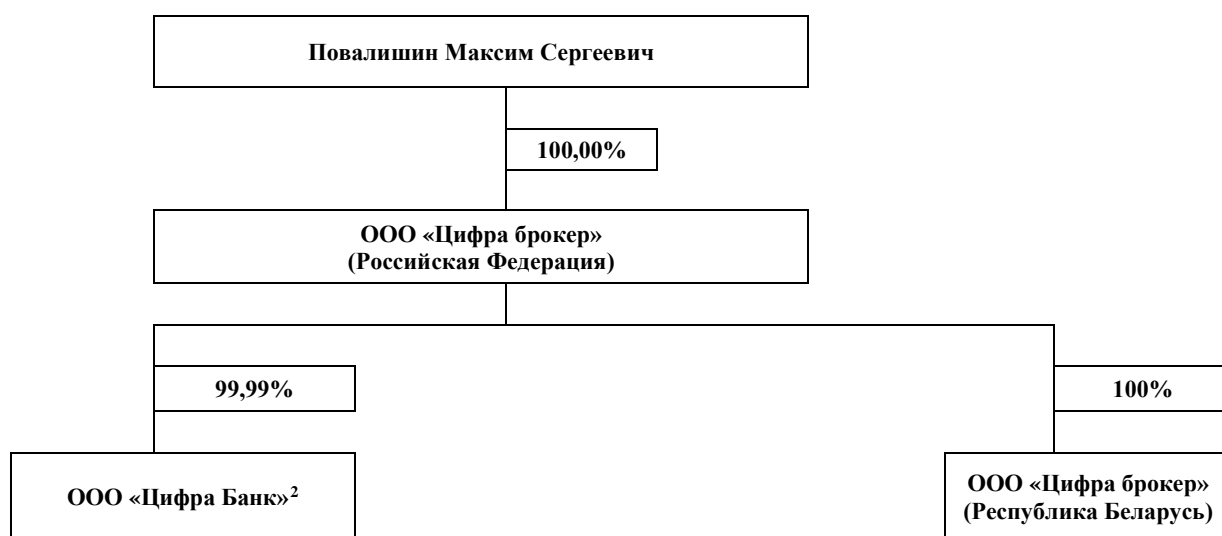 Повалишин Максим Сергеевич
100,00%
ООО «Цифра брокер»
(Российская Федерация)
99,99%
100%
ООО «Цифра Банк»²
ООО «Цифра брокер»
(Республика Беларусь)